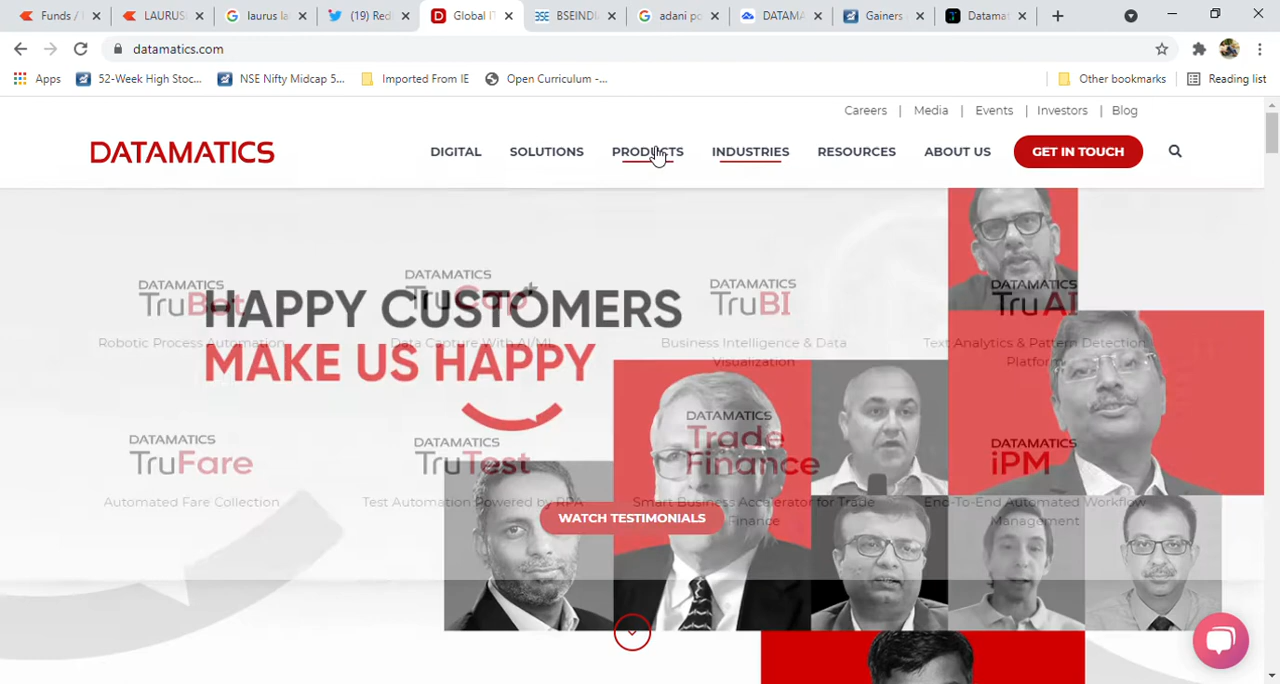 Funds /
LAURUS
laurus la
(19) Red
Global I
BSEINDI
adani po
DATAMA
Gainers &
Datamat
datamatics.com
Apps
52-Week High Stoc...
NSE Nifty Midcap 5...
Imported From IE
Open Curriculum -...
Other bookmarks
Reading list
Careers | Media | Events | Investors | Blog
DATAMATICS
DIGITAL SOLUTIONS PRODUCTS INDUSTRIES RESOURCES ABOUT US GET IN TOUCH
HAPPY CUSTOMERS
MAKE US HAPPY
DATAMATICS
TruBot
Robotic Process Automation
DATAMATICS
TruCap+
Data Capture With AI/ML
DATAMATICS
TruBI
Business Intelligence & Data
Visualization
DATAMATICS
TruAI
Text Analytics & Pattern Detection
Platform
DATAMATICS
TruFare
Automated Fare Collection
DATAMATICS
TruTest
Test Automation Powered by RPA
DATAMATICS
Trade
Finance
Smart Business Accelerator for Trade
Finance
DATAMATICS
iPM
End-To-End Automated Workflow
Management
WATCH TESTIMONIALS